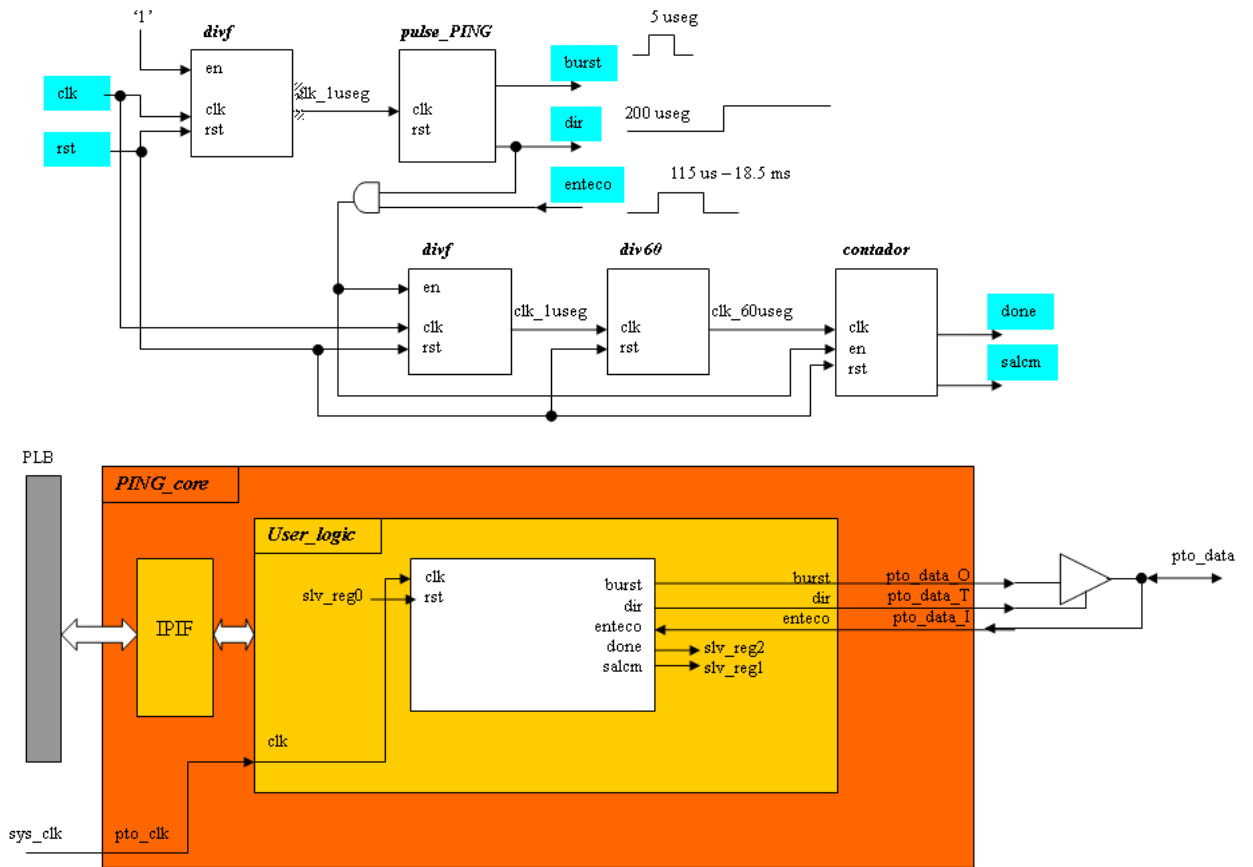 '1'
divf
pulse_PING
5 useg
burst
en
clk
clk_1useg
clk
rst
clk
rst
200 useg
dir
rst
enteco
115 us – 18.5 ms
divf
div60
contador
en
clk_1useg
clk_60useg
done
clk
rst
clk
rst
clk
en
rst
salcm
PLB
PING_core
User_logic
clk
rst
slv_reg0
burst
dir
enteco
done
salcm
burst
dir
enteco
pto_data_O
pto_data_T
pto_data_I
pto_data
IPIF
slv_reg2
slv_reg1
clk
sys_clk
pto_clk